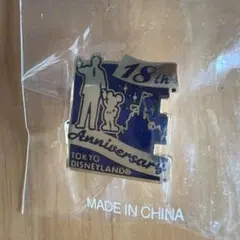 18th
Anniversary
TOKYO
DISNEYLAND®
MADE IN CHINA